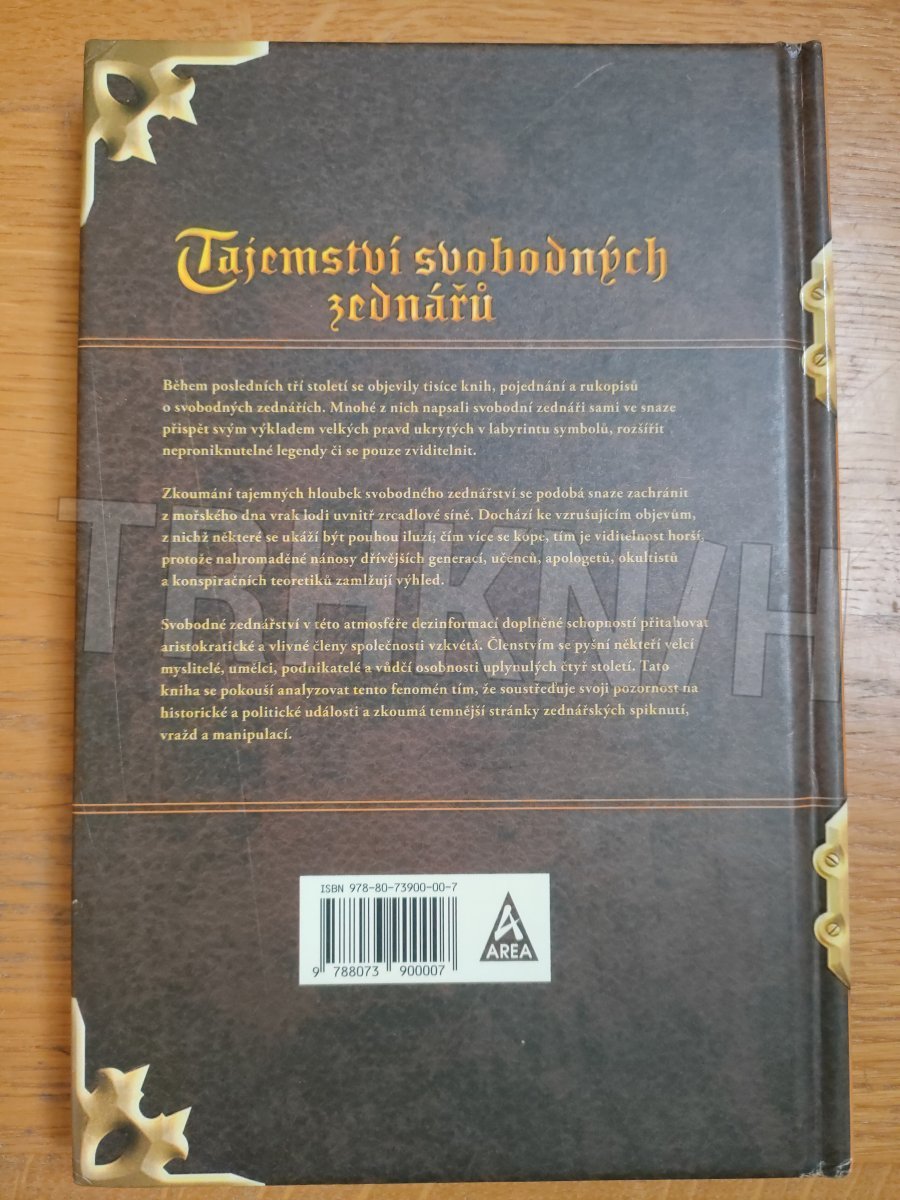 Tajemství svobodných
zednářů
Během posledních tří století se objevily tisíce knih, pojednání a rukopisů
o svobodných zednářích. Mnohé z nich napsali svobodní zednáři sami ve snaze
přispět svým výkladem velkých pravd ukrytých v labyrintu symbolů, rozšířit
neproniknutelné legendy či se pouze zviditelnit.
Zkoumání tajemných hloubek svobodného zednářství se podobá snaze zachránit
z mořského dna vrak lodi uvnitř zrcadlové síně. Dochází ke vzrušujícím objevům,
z nichž některé se ukáží být pouhou iluzí; čím více se kope, tím je viditelnost horší,
protože nahromaděné nánosy dřívějších generací, učenců, apologetů, okultistů
a konspiračních teoretiků zamlžují výhled.
Svobodné zednářství v této atmosféře dezinformací doplněné schopností přitahovat
aristokratické a vlivné členy společnosti vzkvétá. Členstvím se pyšní někteří velcí
myslitelé, umělci, podnikatelé a vůdčí osobnosti uplynulých čtyř století. Tato
kniha se pokouší analyzovat tento fenomén tím, že soustřeďuje svoji pozornost na
historické a politické události a zkoumá temnější stránky zednářských spiknutí,
vražd a manipulací.
TRHKNIH
ISBN 978-80-73900-00-7
9 788073 900007
AREA